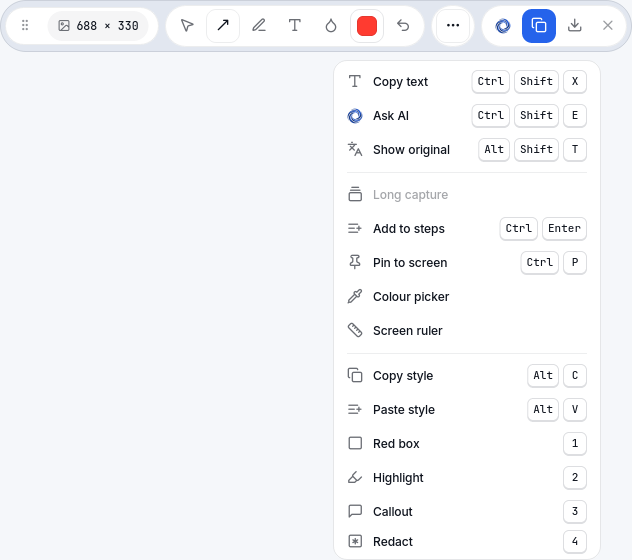 688 × 330
Copy text Ctrl Shift X
Ask AI Ctrl Shift E
Show original Alt Shift T
Long capture
Add to steps Ctrl Enter
Pin to screen Ctrl P
Colour picker
Screen ruler
Copy style Alt C
Paste style Alt V
Red box 1
Highlight 2
Callout 3
Redact 4